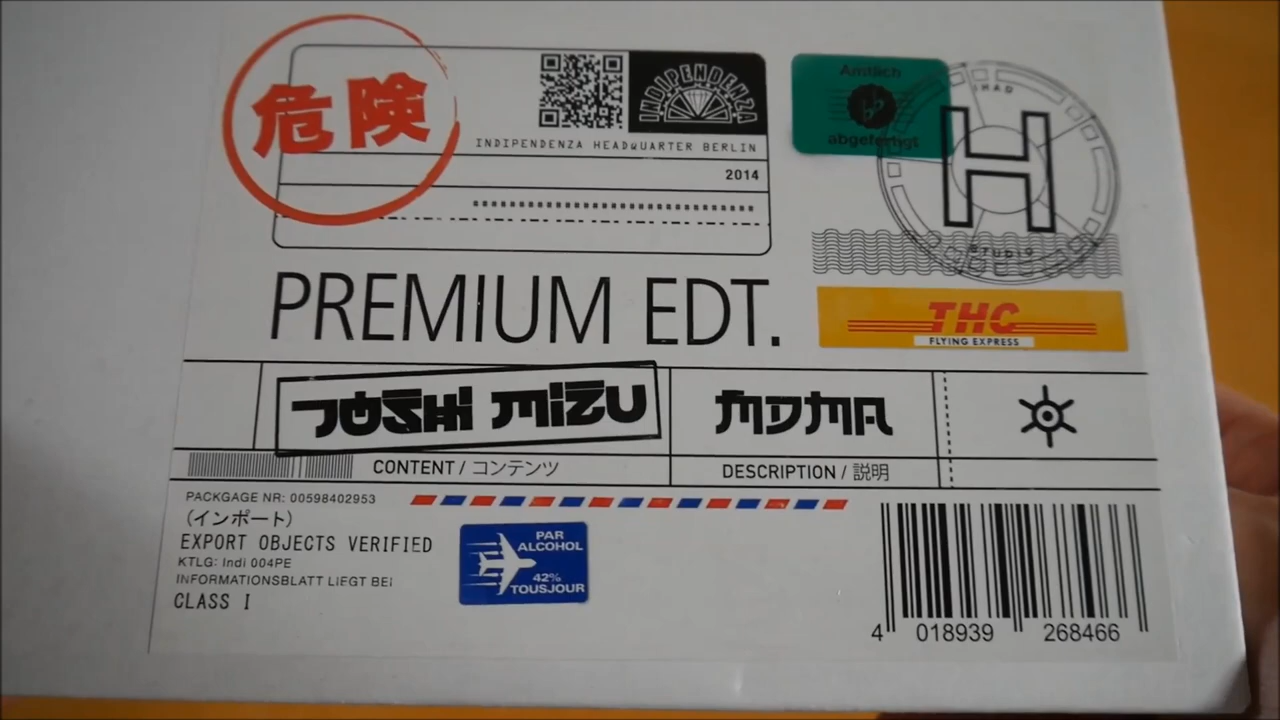 危険
INDIPENDENZA
INDIPENDENZA HEADQUARTER BERLIN
2014
Amtlich
abgefertigt
IHAD
H
STUDIO
PREMIUM EDT.
THC
FLYING EXPRESS
JOSHI MIZU
MDMA
CONTENT / コンテンツ
DESCRIPTION / 説明
PACKGAGE NR: 00598402953
(インポート)
EXPORT OBJECTS VERIFIED
KTLG: Indi 004PE
INFORMATIONSBLATT LIEGT BEI
CLASS I
PAR
ALCOHOL
42%
TOUSJOUR
4 018939 268466